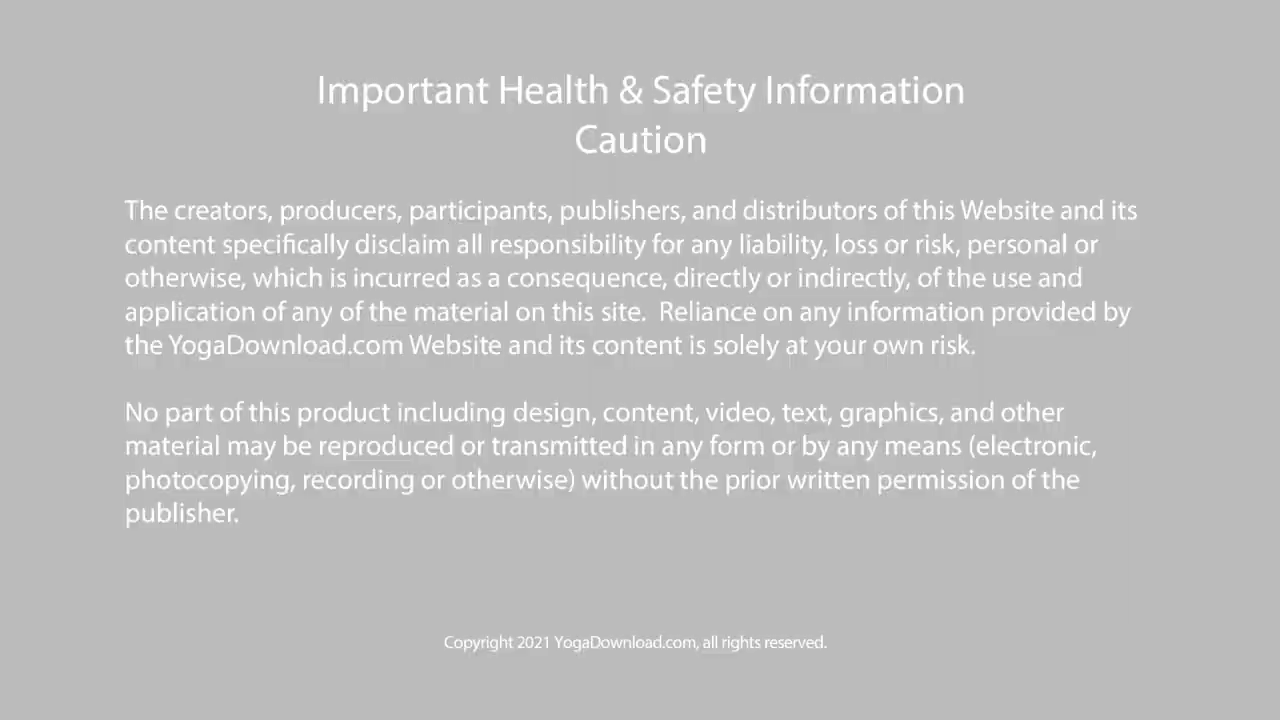 Important Health & Safety Information
Caution
The creators, producers, participants, publishers, and distributors of this Website and its
content specifically disclaim all responsibility for any liability, loss or risk, personal or
otherwise, which is incurred as a consequence, directly or indirectly, of the use and
application of any of the material on this site.  Reliance on any information provided by
the YogaDownload.com Website and its content is solely at your own risk.
No part of this product including design, content, video, text, graphics, and other
material may be reproduced or transmitted in any form or by any means (electronic,
photocopying, recording or otherwise) without the prior written permission of the
publisher.
Copyright 2021 YogaDownload.com, all rights reserved.